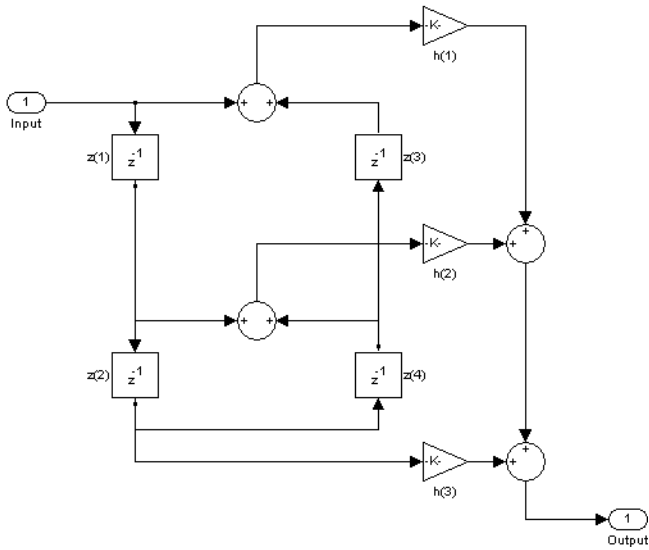 -K-
h(1)
1
Input
+ +
z(1)
z-1
z-1
z(3)
+
+
-K-
h(2)
+ +
z(2)
z-1
z-1
z(4)
+
+
-K-
h(3)
1
Output